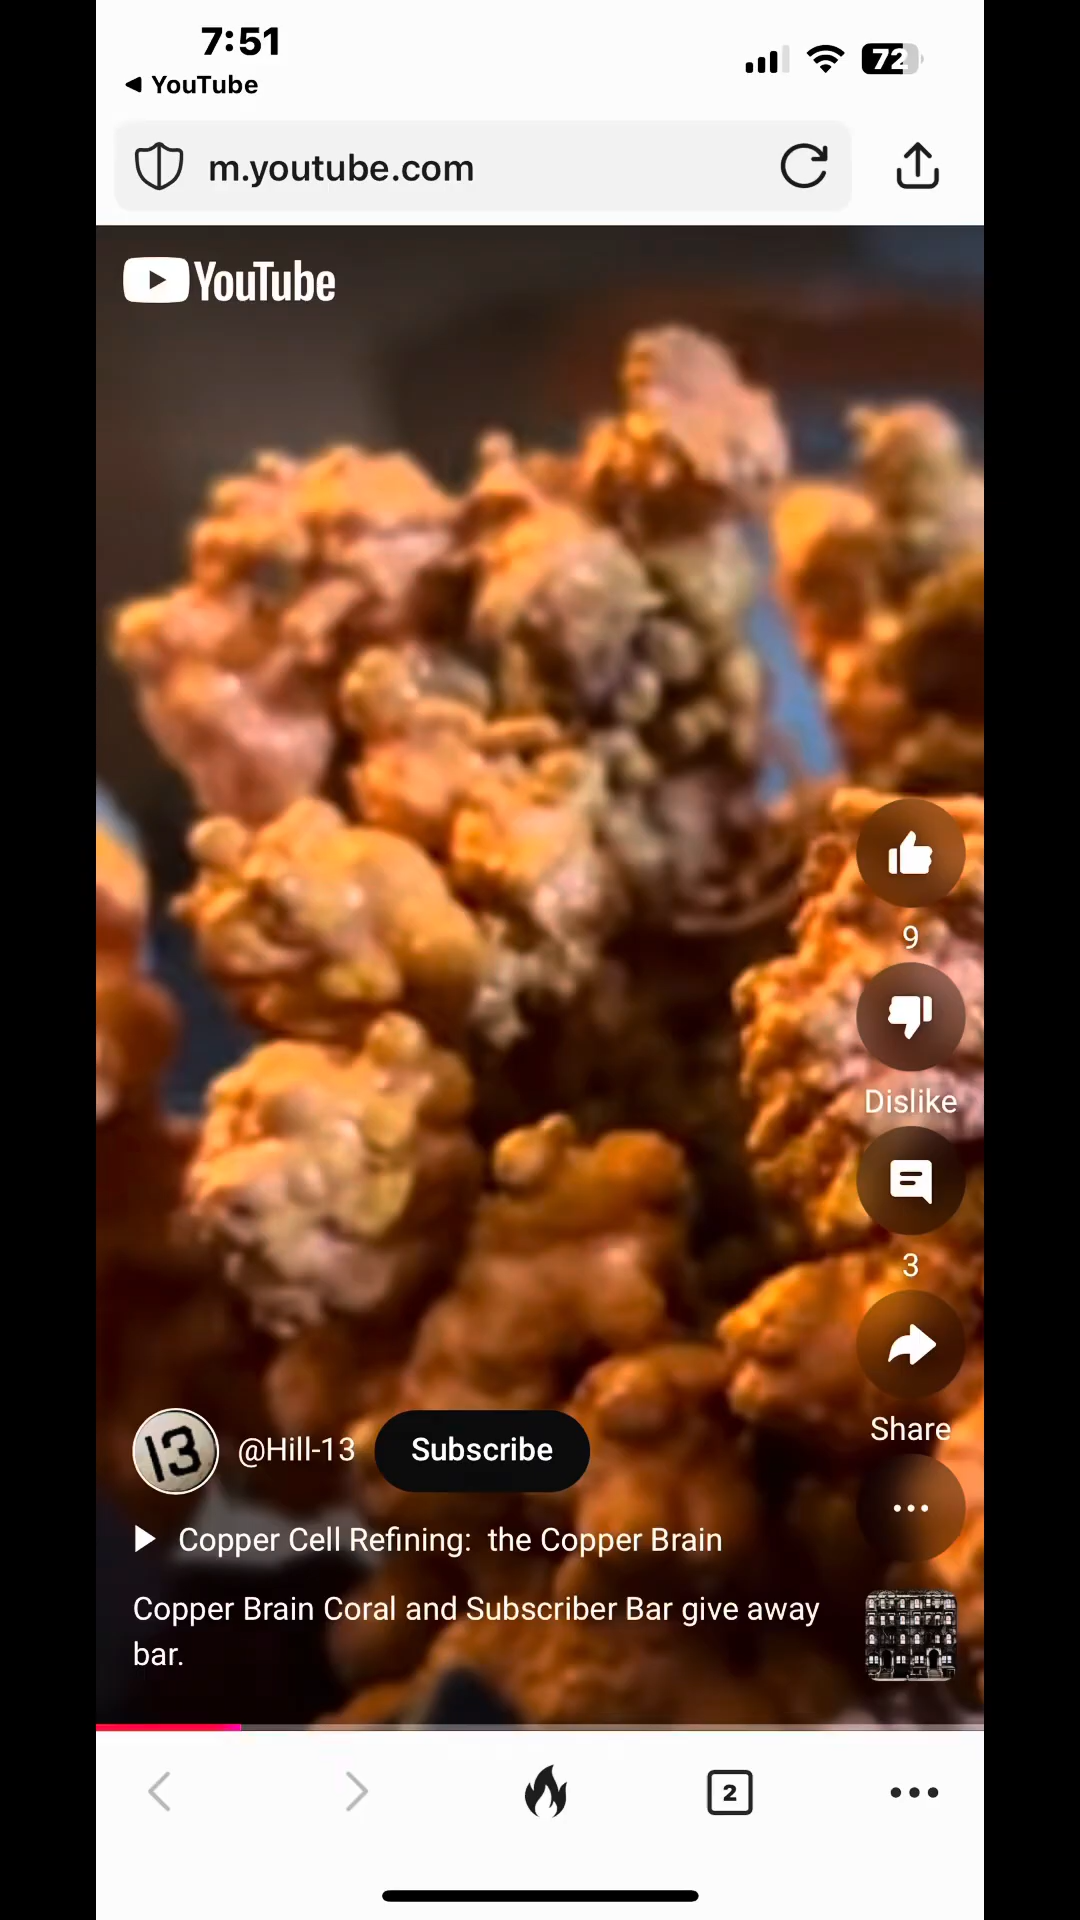 7:51
72
YouTube
m.youtube.com
YouTube
9
Dislike
3
Share
13 @Hill-13 Subscribe
Copper Cell Refining: the Copper Brain
Copper Brain Coral and Subscriber Bar give away
bar.
2